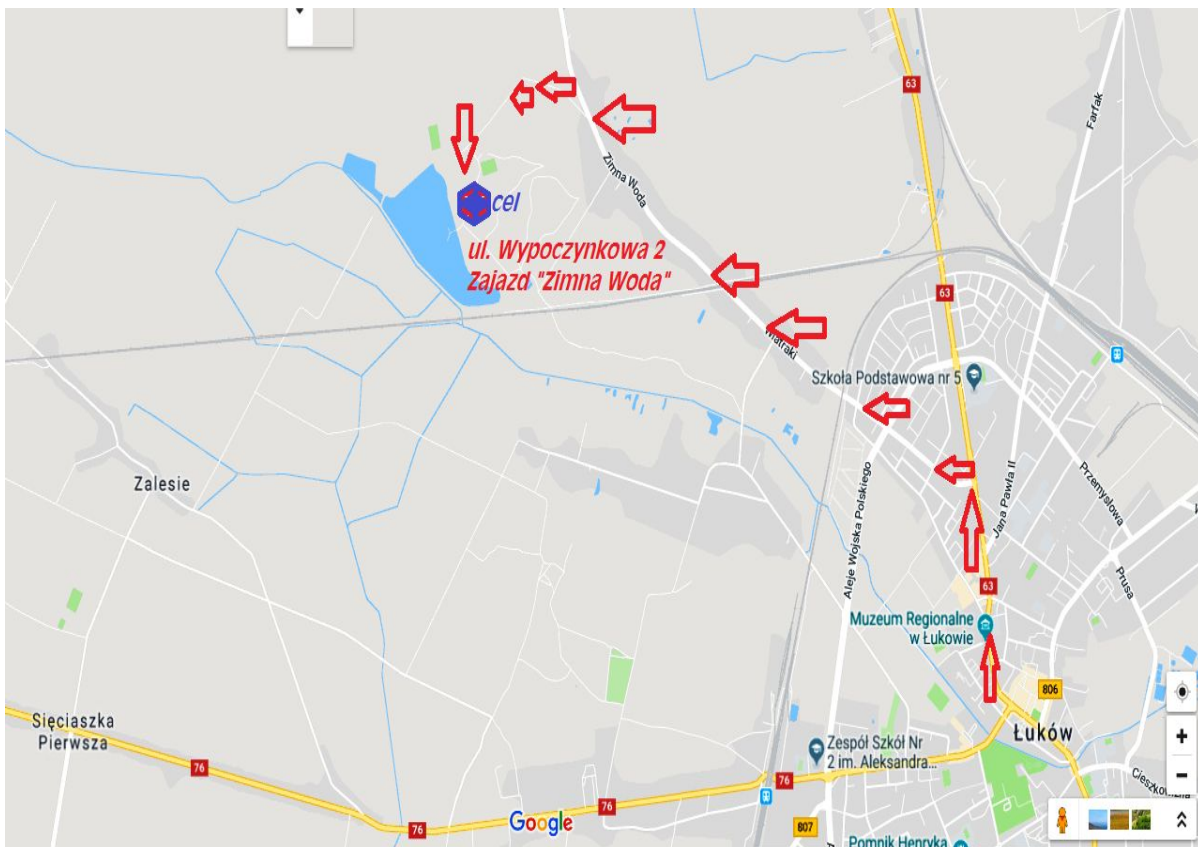 63
Farfak
Zimna Woda
cel
ul. Wypoczynkowa 2
Zajazd "Zimna Woda"
63
Szkoła Podstawowa nr 5
Zalesie
Aleje Wojska Polskiego
Jana Pawła II
Przemysłowa
63
Prusa
Muzeum Regionalne
w Łukowie
806
Sięciaszka
Pierwsza
Łuków
Zespół Szkół Nr
2 im. Aleksandra...
76
76
76
76
Google
807
Pomnik Henryka